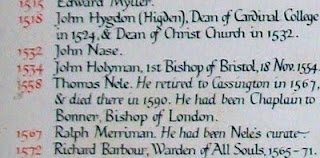 1515 Edward Mytter.
1518 John Hygdon (Higden), Dean of Cardinal College
in 1524, & Dean of Christ Church in 1532.
1532 John Nase.
1534 John Holyman, 1st Bishop of Bristol, 18 Nov. 1554.
1558 Thomas Nele. He retired to Cassington in 1567,
& died there in 1590. He had been Chaplain to
Bonner, Bishop of London.
1567 Ralph Merriman. He had been Nele's curate.
1572 Richard Barbour, Warden of All Souls, 1565-71.